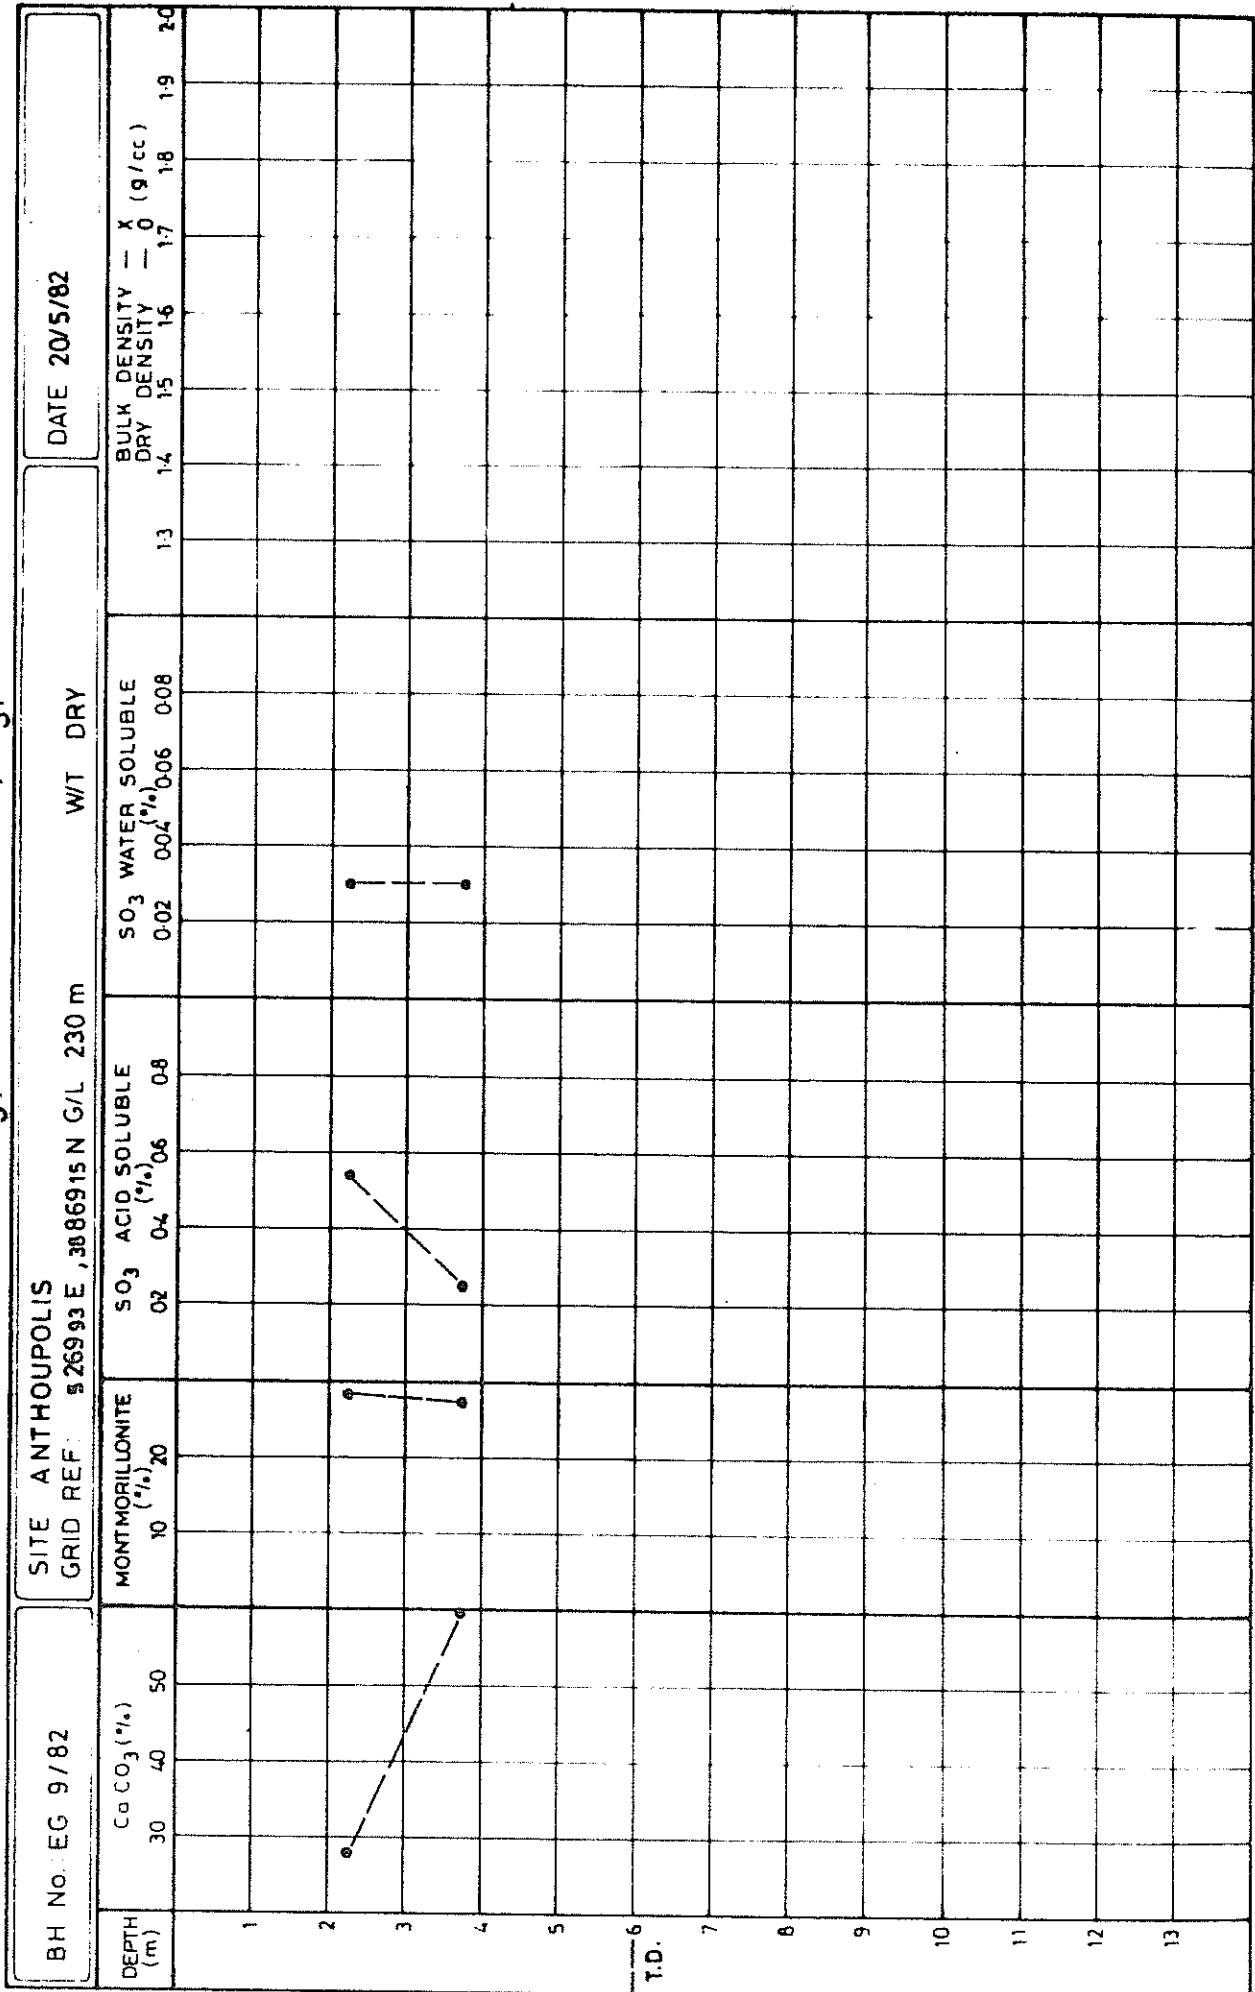 BH No.: EG 9/82
SITE ANTHOUPOLIS
GRID REF: 526993 E, 3886915 N G/L 230 m W/T DRY
DATE 20/5/82
DEPTH (m)
CaCO3 (%)
30 40 50
MONTMORILLONITE (%)
10 20
SO3 ACID SOLUBLE (%)
0.2 0.4 0.6 0.8
SO3 WATER SOLUBLE (%)
0.02 0.04 0.06 0.08
BULK DENSITY — X
DRY DENSITY — O (g/cc)
1.3 1.4 1.5 1.6 1.7 1.8 1.9 2.0
1
2
3
4
5
6
T.D.
7
8
9
10
11
12
13